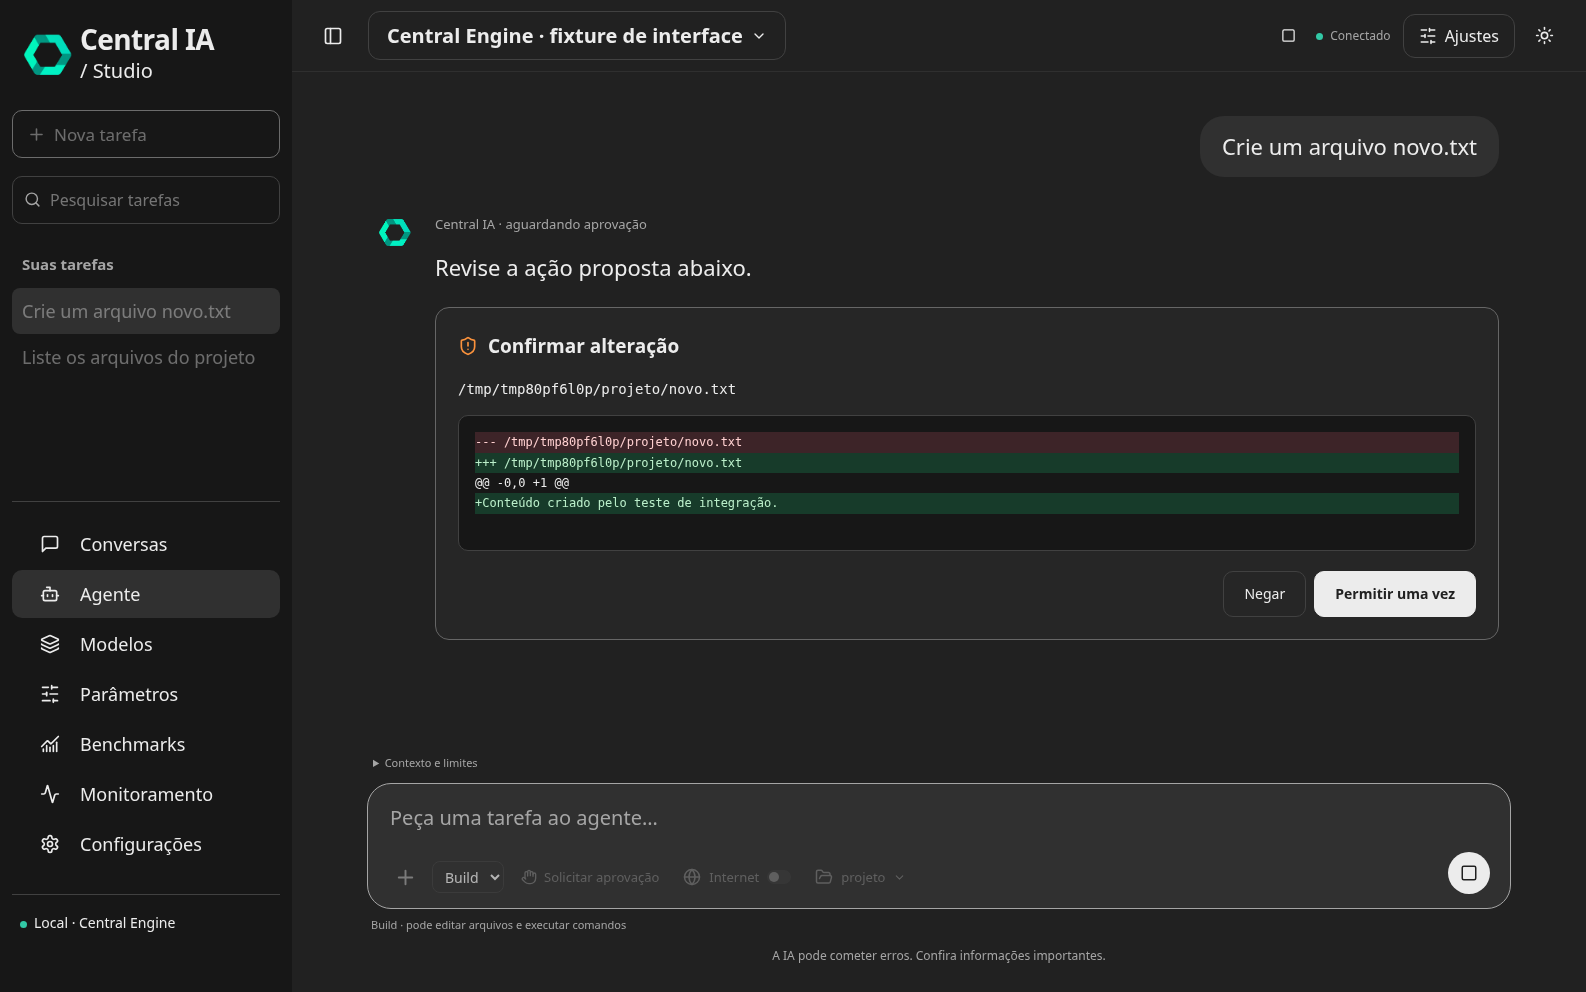 Central IA
/ Studio
Nova tarefa
Pesquisar tarefas
Suas tarefas
Crie um arquivo novo.txt
Liste os arquivos do projeto
Conversas
Agente
Modelos
Parâmetros
Benchmarks
Monitoramento
Configurações
Local · Central Engine
Central Engine · fixture de interface
Conectado
Ajustes
Crie um arquivo novo.txt
Central IA · aguardando aprovação
Revise a ação proposta abaixo.
Confirmar alteração
/tmp/tmp80pf6l0p/projeto/novo.txt
--- /tmp/tmp80pf6l0p/projeto/novo.txt
+++ /tmp/tmp80pf6l0p/projeto/novo.txt
@@ -0,0 +1 @@
+Conteúdo criado pelo teste de integração.
Negar
Permitir uma vez
Contexto e limites
Peça uma tarefa ao agente...
Build
Solicitar aprovação
Internet
projeto
Build · pode editar arquivos e executar comandos
A IA pode cometer erros. Confira informações importantes.